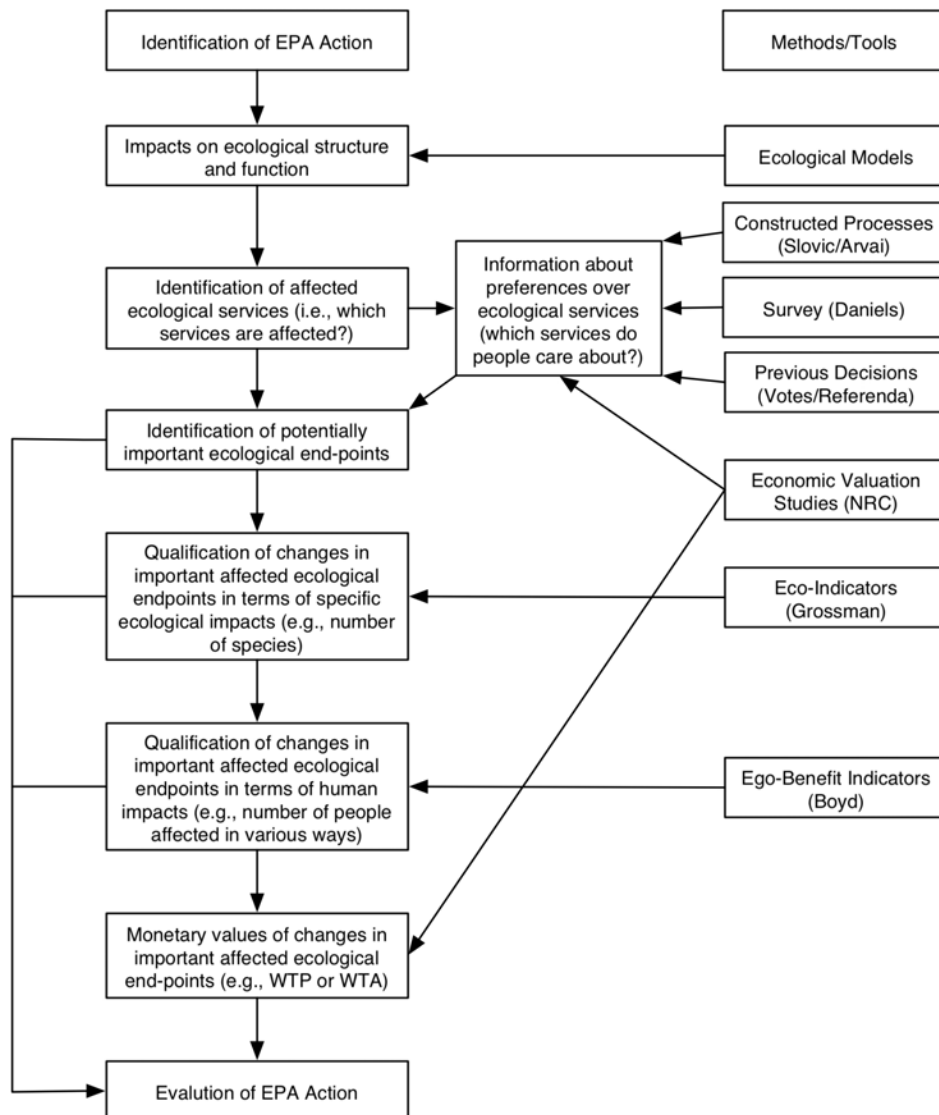 Identification of EPA Action
Methods/Tools
Impacts on ecological structure
and function
Ecological Models
Constructed Processes
(Slovic/Arvai)
Identification of affected
ecological services (i.e., which
services are affected?)
Information about
preferences over
ecological services
(which services do
people care about?)
Survey (Daniels)
Previous Decisions
(Votes/Referenda)
Identification of potentially
important ecological end-points
Economic Valuation
Studies (NRC)
Qualification of changes in
important affected ecological
endpoints in terms of specific
ecological impacts (e.g., number
of species)
Eco-Indicators
(Grossman)
Qualification of changes in
important affected ecological
endpoints in terms of human
impacts (e.g., number of people
affected in various ways)
Ego-Benefit Indicators
(Boyd)
Monetary values of changes in
important affected ecological
end-points (e.g., WTP or WTA)
Evalution of EPA Action